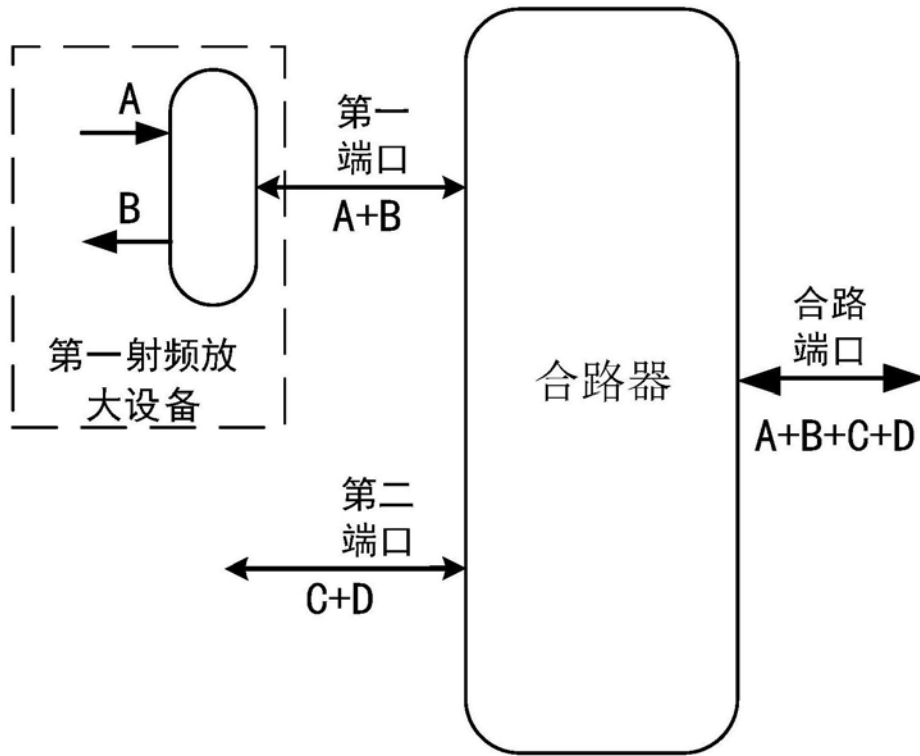 A
B
第一射频放
大设备
第一
端口
A+B
第二
端口
C+D
合路器
合路
端口
A+B+C+D